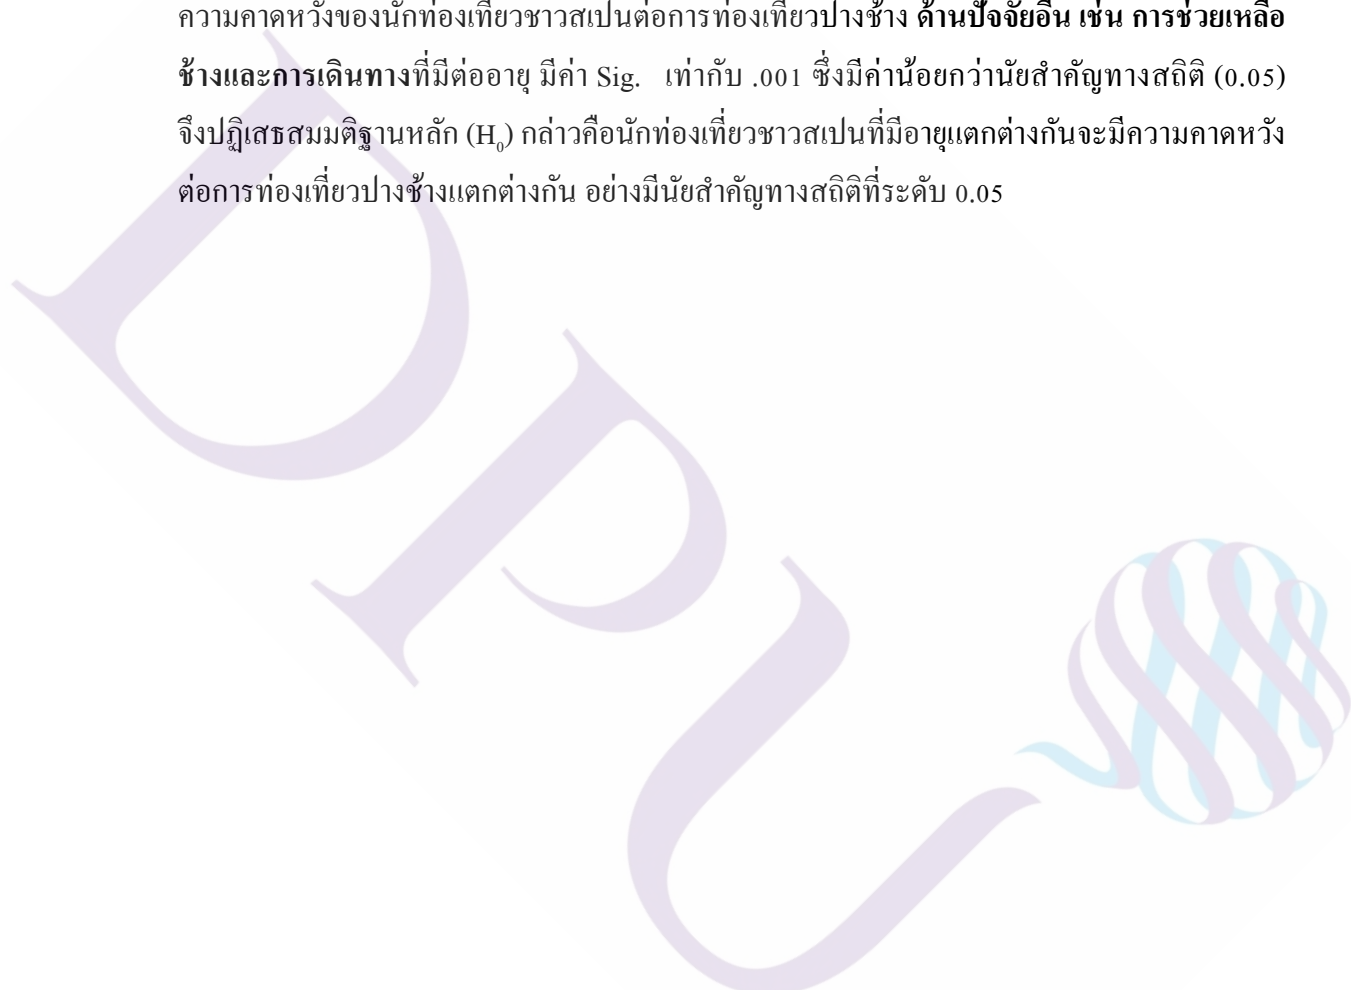 ความคาดหวังของนักท่องเที่ยวชาวสเปนต่อการท่องเที่ยวปางช้าง ด้านปัจจัยอื่น เช่น การช่วยเหลือ
ช้างและการเดินทางที่มีต่ออายุ มีค่า Sig. เท่ากับ .001 ซึ่งมีค่าน้อยกว่านัยสำคัญทางสถิติ (0.05)
จึงปฏิเสธสมมติฐานหลัก (H₀) กล่าวคือนักท่องเที่ยวชาวสเปนที่มีอายุแตกต่างกันจะมีความคาดหวัง
ต่อการท่องเที่ยวปางช้างแตกต่างกัน อย่างมีนัยสำคัญทางสถิติที่ระดับ 0.05
DPU